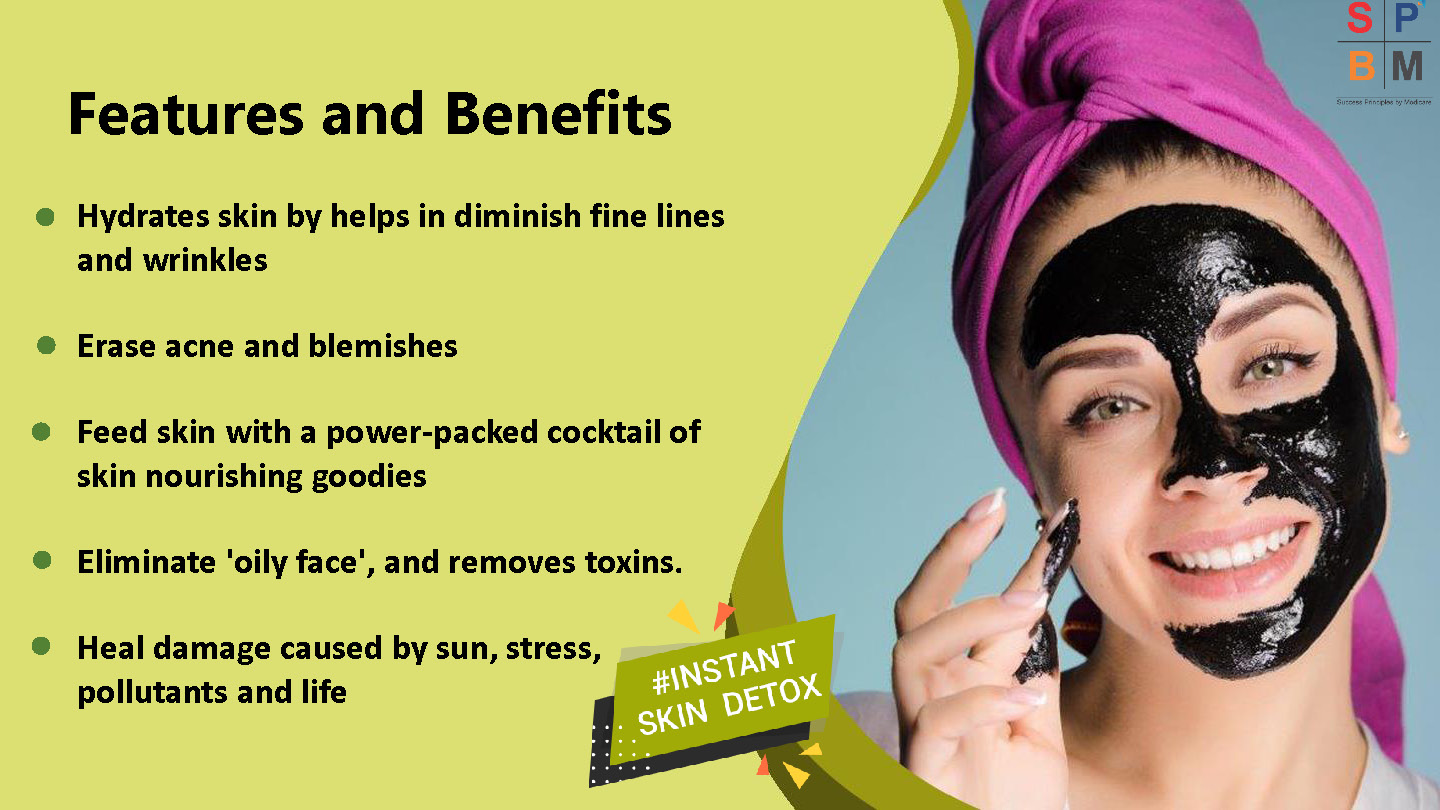 S P
B M
Success Principles by Modicare
Features and Benefits
Hydrates skin by helps in diminish fine lines
and wrinkles
Erase acne and blemishes
Feed skin with a power-packed cocktail of
skin nourishing goodies
Eliminate 'oily face', and removes toxins.
Heal damage caused by sun, stress,
pollutants and life
#INSTANT
SKIN DETOX